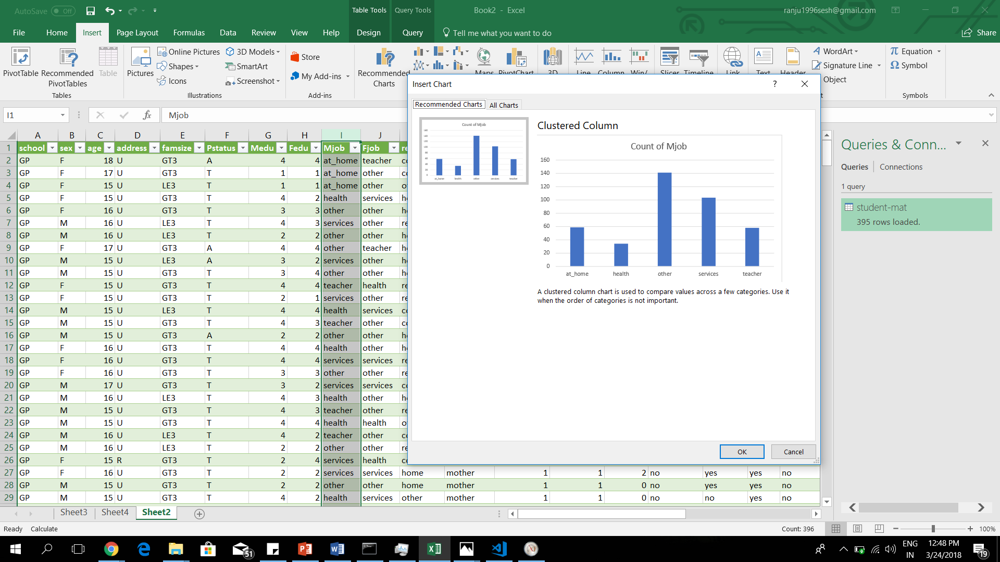 AutoSave Off
Table Tools Query Tools
Book2 - Excel
ranju1996sesh@gmail.com
File Home Insert Page Layout Formulas Data Review View Help Design Query Tell me what you want to do Share
PivotTable Recommended PivotTables Table
Tables
Pictures Online Pictures Shapes Icons 3D Models SmartArt Screenshot
Illustrations
Store
My Add-ins
Add-ins
Recommended Charts
WordArt
Signature Line
Object
Equation
Symbol
Symbols
I1 fx Mjob
A B C D E F G H I J
1 school sex age address famsize Pstatus Medu Fedu Mjob Fjob
2 GP F 18 U GT3 A 4 4 at_home teacher
3 GP F 17 U GT3 T 1 1 at_home other
4 GP F 15 U LE3 T 1 1 at_home other
5 GP F 15 U GT3 T 4 2 health services
6 GP F 16 U GT3 T 3 3 other other
7 GP M 16 U LE3 T 4 3 services other
8 GP M 16 U LE3 T 2 2 other other
9 GP F 17 U GT3 A 4 4 other teacher
10 GP M 15 U LE3 A 3 2 services other
11 GP M 15 U GT3 T 3 4 other other
12 GP F 15 U GT3 T 4 4 teacher health
13 GP F 15 U GT3 T 2 1 services other
14 GP M 15 U LE3 T 4 4 health services
15 GP M 15 U GT3 T 4 3 teacher other
16 GP M 15 U GT3 A 2 2 other other
17 GP F 16 U GT3 T 4 4 health other
18 GP F 16 U GT3 T 4 4 services services
19 GP F 16 U GT3 T 3 3 other other
20 GP M 17 U GT3 T 3 2 services services
21 GP M 16 U LE3 T 4 3 health other
22 GP M 15 U GT3 T 4 3 teacher other
23 GP M 15 U GT3 T 4 4 health health
24 GP M 16 U LE3 T 4 2 teacher other
25 GP M 16 U LE3 T 2 2 other other
26 GP F 15 R GT3 T 2 4 services health
27 GP F 16 U GT3 T 2 2 services services home mother 1 1 2 no yes yes no
28 GP M 15 U GT3 T 2 2 other other home mother 1 1 0 no yes yes no
29 GP M 15 U GT3 T 4 2 health services other mother 1 1 0 no no yes no
Insert Chart ?
Recommended Charts All Charts
Count of Mjob
at_home health other services teacher
Clustered Column
Count of Mjob
160
140
120
100
80
60
40
20
0
at_home health other services teacher
A clustered column chart is used to compare values across a few categories. Use it
when the order of categories is not important.
OK Cancel
Queries & Conn...
Queries Connections
1 query
student-mat
395 rows loaded.
Sheet3 Sheet4 Sheet2
Ready Calculate Count: 396 100%
51
ENG
IN
12:48 PM
3/24/2018
19